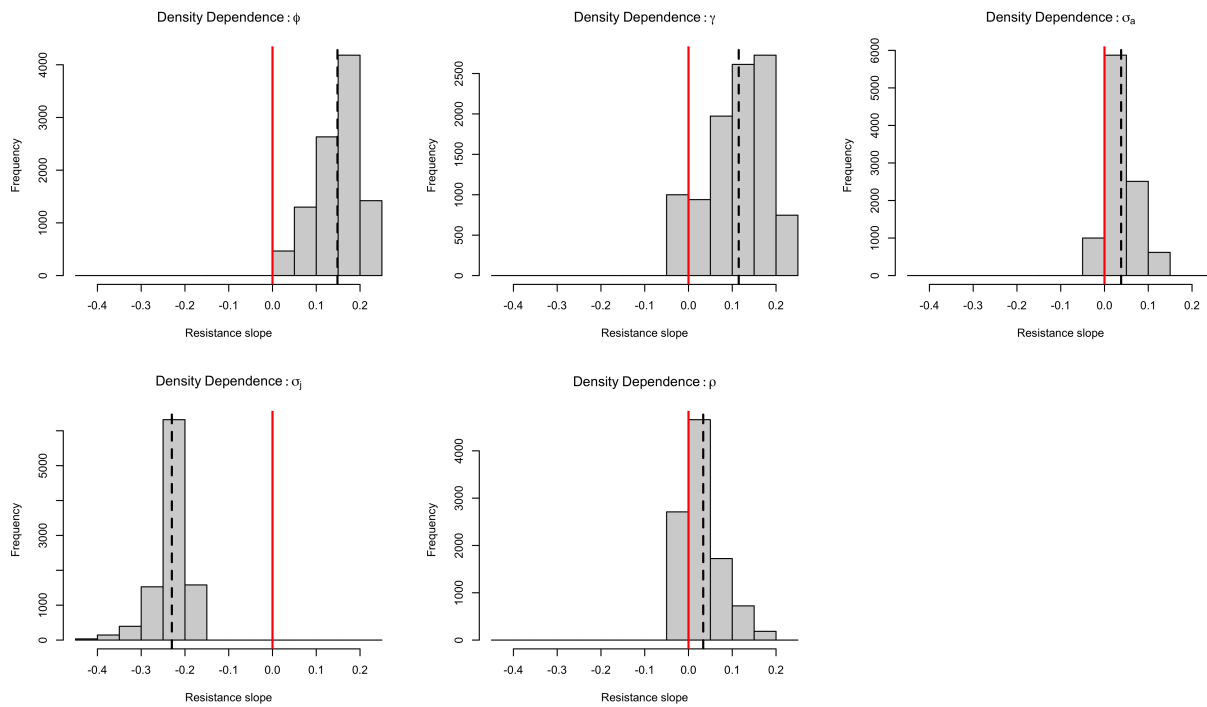 Density Dependence : ϕ
Frequency
4000
3000
2000
1000
0
-0.4 -0.3 -0.2 -0.1 0.0 0.1 0.2
Resistance slope
Density Dependence : γ
Frequency
2500
2000
1500
1000
500
0
-0.4 -0.3 -0.2 -0.1 0.0 0.1 0.2
Resistance slope
Density Dependence : σa
Frequency
6000
5000
4000
3000
2000
1000
0
-0.4 -0.3 -0.2 -0.1 0.0 0.1 0.2
Resistance slope
Density Dependence : σj
Frequency
5000
3000
1000
0
-0.4 -0.3 -0.2 -0.1 0.0 0.1 0.2
Resistance slope
Density Dependence : ρ
Frequency
4000
3000
2000
1000
0
-0.4 -0.3 -0.2 -0.1 0.0 0.1 0.2
Resistance slope